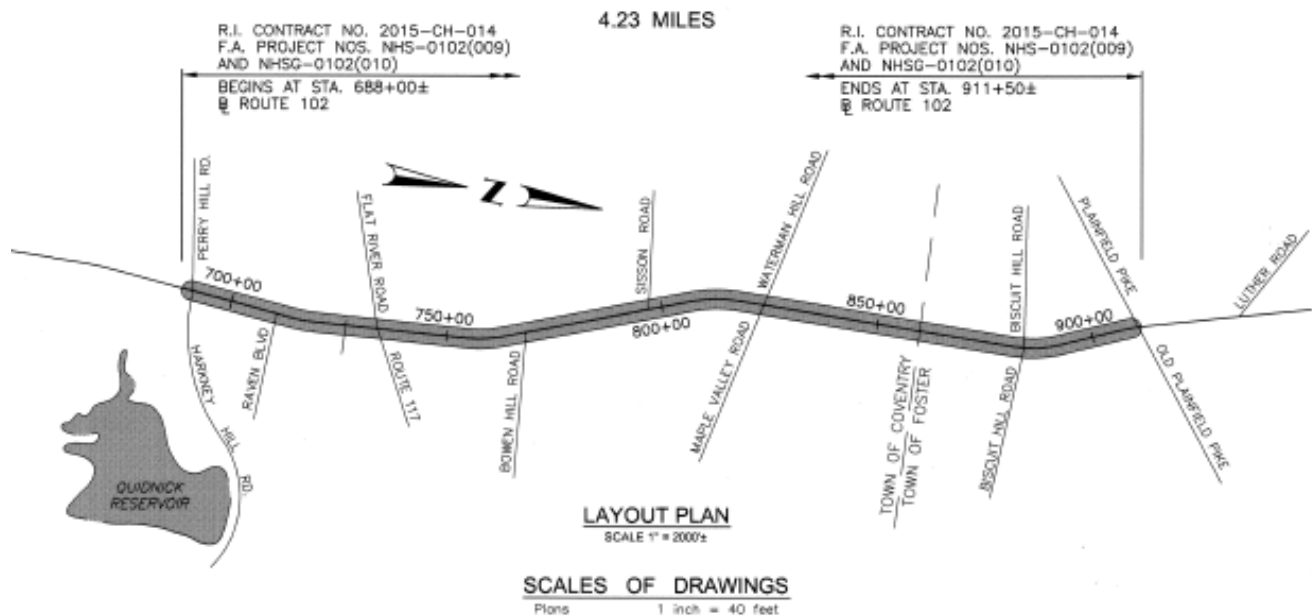 4.23 MILES
R.I. CONTRACT NO. 2015-CH-014
F.A. PROJECT NOS. NHS-0102(009)
AND NHSG-0102(010)
BEGINS AT STA. 688+00±
℄ ROUTE 102
R.I. CONTRACT NO. 2015-CH-014
F.A. PROJECT NOS. NHS-0102(009)
AND NHSG-0102(010)
ENDS AT STA. 911+50±
℄ ROUTE 102
N
PERRY HILL RD.
FLAT RIVER ROAD
SISSON ROAD
WATERMAN HILL ROAD
BISCUIT HILL ROAD
PLAINFIELD PIKE
LUTHER ROAD
700+00
750+00
800+00
850+00
900+00
HARKNEY HILL RD.
RAVEN BLVD
ROUTE 117
BOWEN HILL ROAD
MAPLE VALLEY ROAD
TOWN OF COVENTRY
TOWN OF FOSTER
BISCUIT HILL ROAD
OLD PLAINFIELD PIKE
QUIDNICK
RESERVOIR
LAYOUT PLAN
SCALE 1" = 2000'±
SCALES OF DRAWINGS
Plans 1 inch = 40 feet